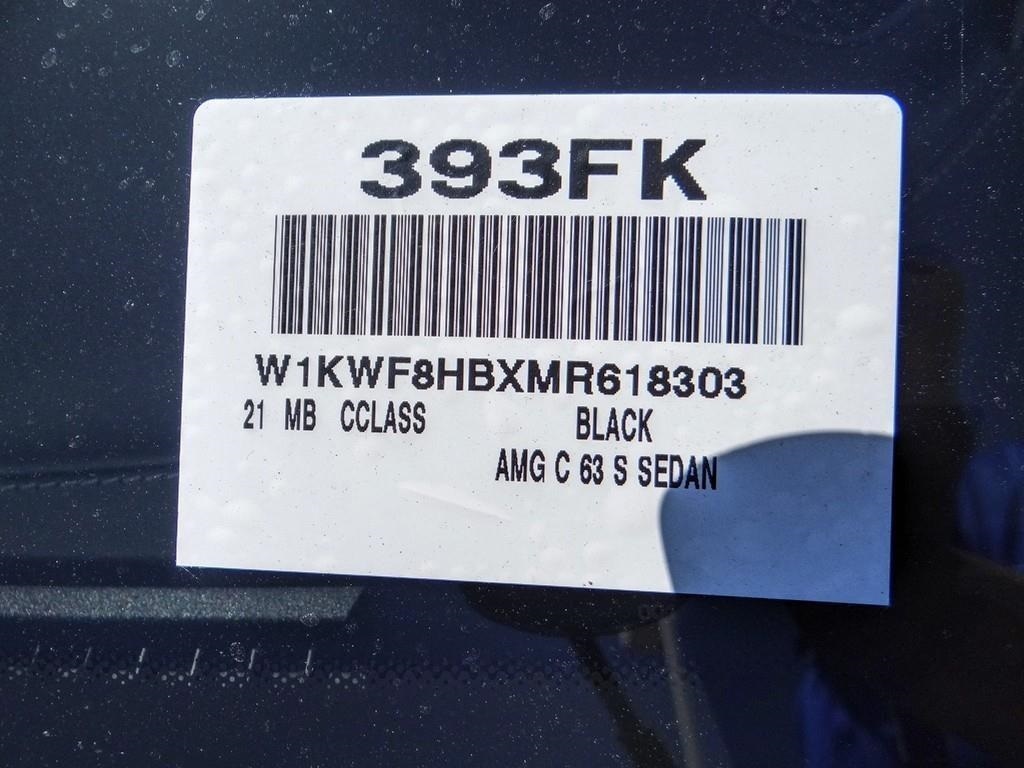 393FK
W1KWF8HBXMR618303
21 MB CCLASS BLACK
AMG C 63 S SEDAN